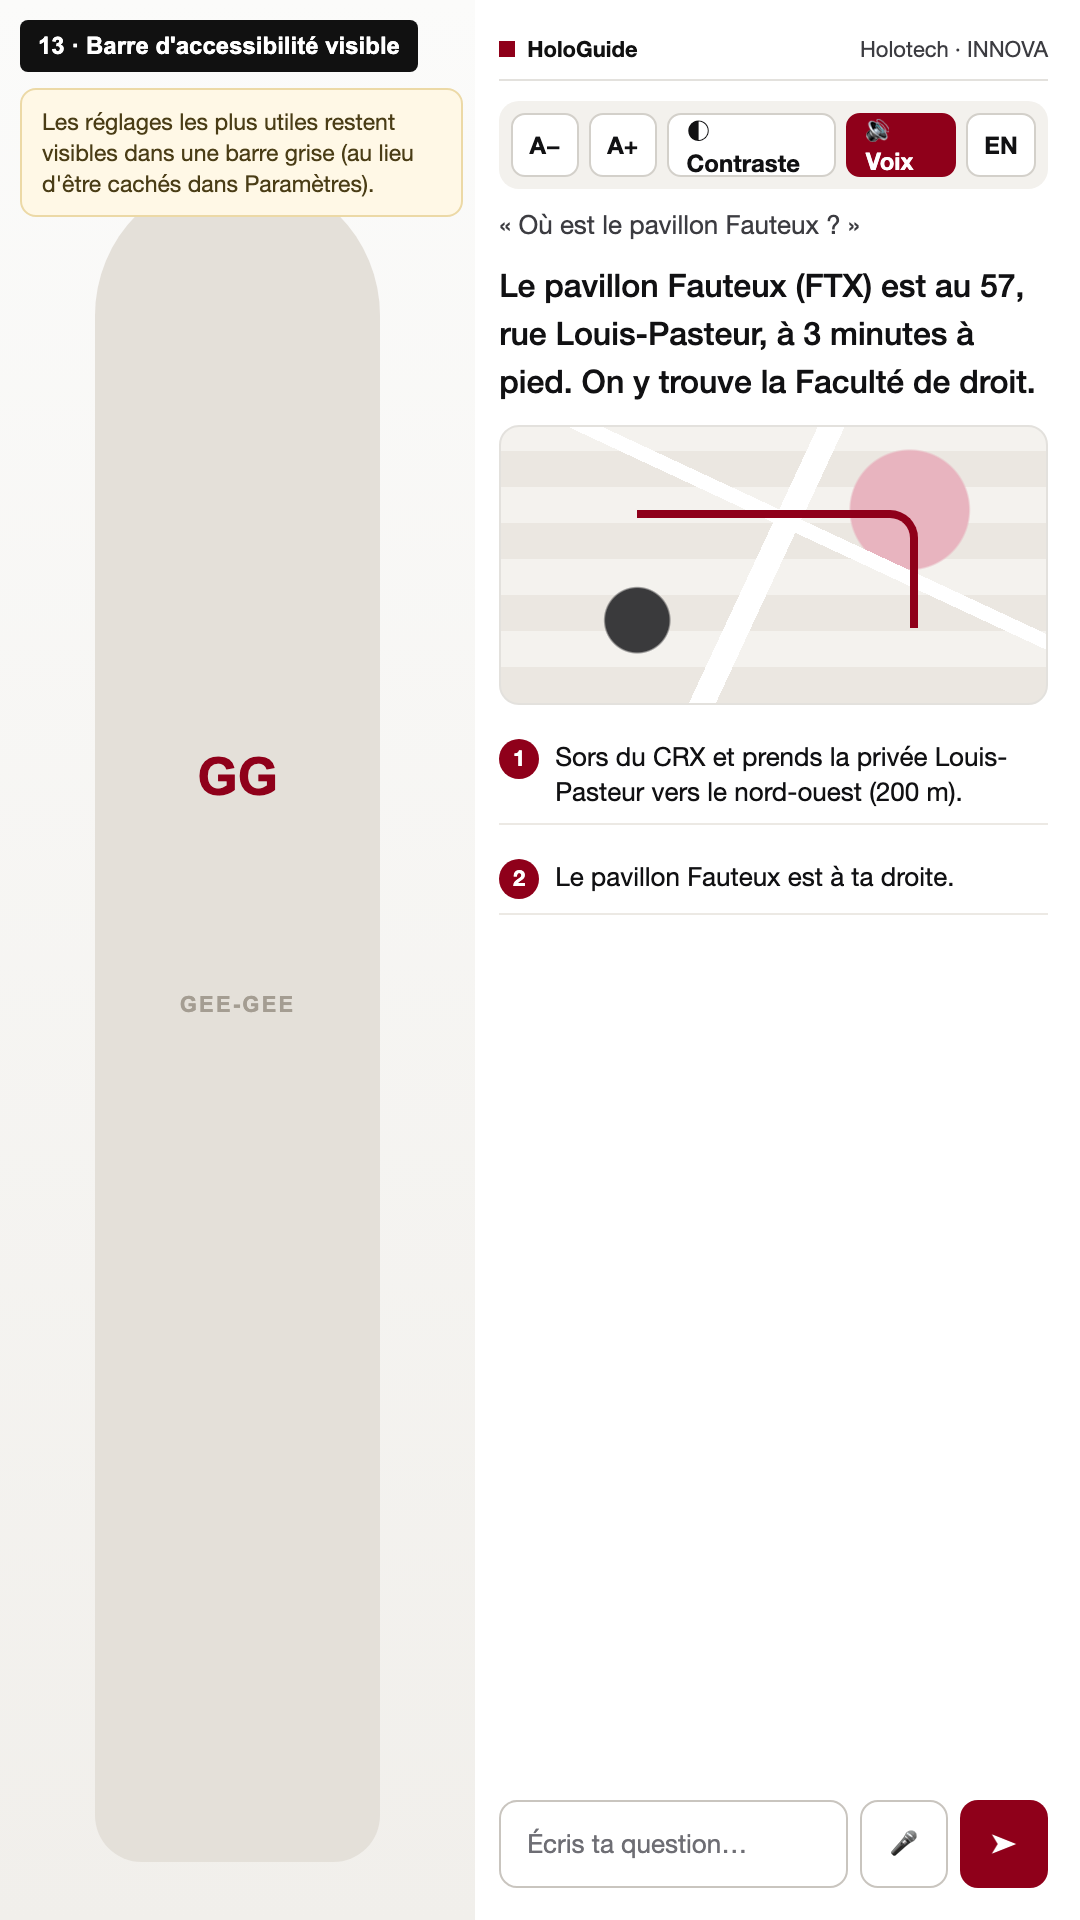 13 · Barre d'accessibilité visible
Les réglages les plus utiles restent
visibles dans une barre grise (au lieu
d'être cachés dans Paramètres).
GG
GEE-GEE
HoloGuide
Holotech · INNOVA
A−
A+
Contraste
Voix
EN
« Où est le pavillon Fauteux ? »
Le pavillon Fauteux (FTX) est au 57,
rue Louis-Pasteur, à 3 minutes à
pied. On y trouve la Faculté de droit.
1 Sors du CRX et prends la privée Louis-
Pasteur vers le nord-ouest (200 m).
2 Le pavillon Fauteux est à ta droite.
Écris ta question…